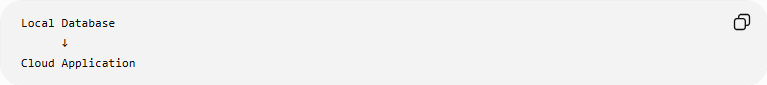 Local Database
↓
Cloud Application